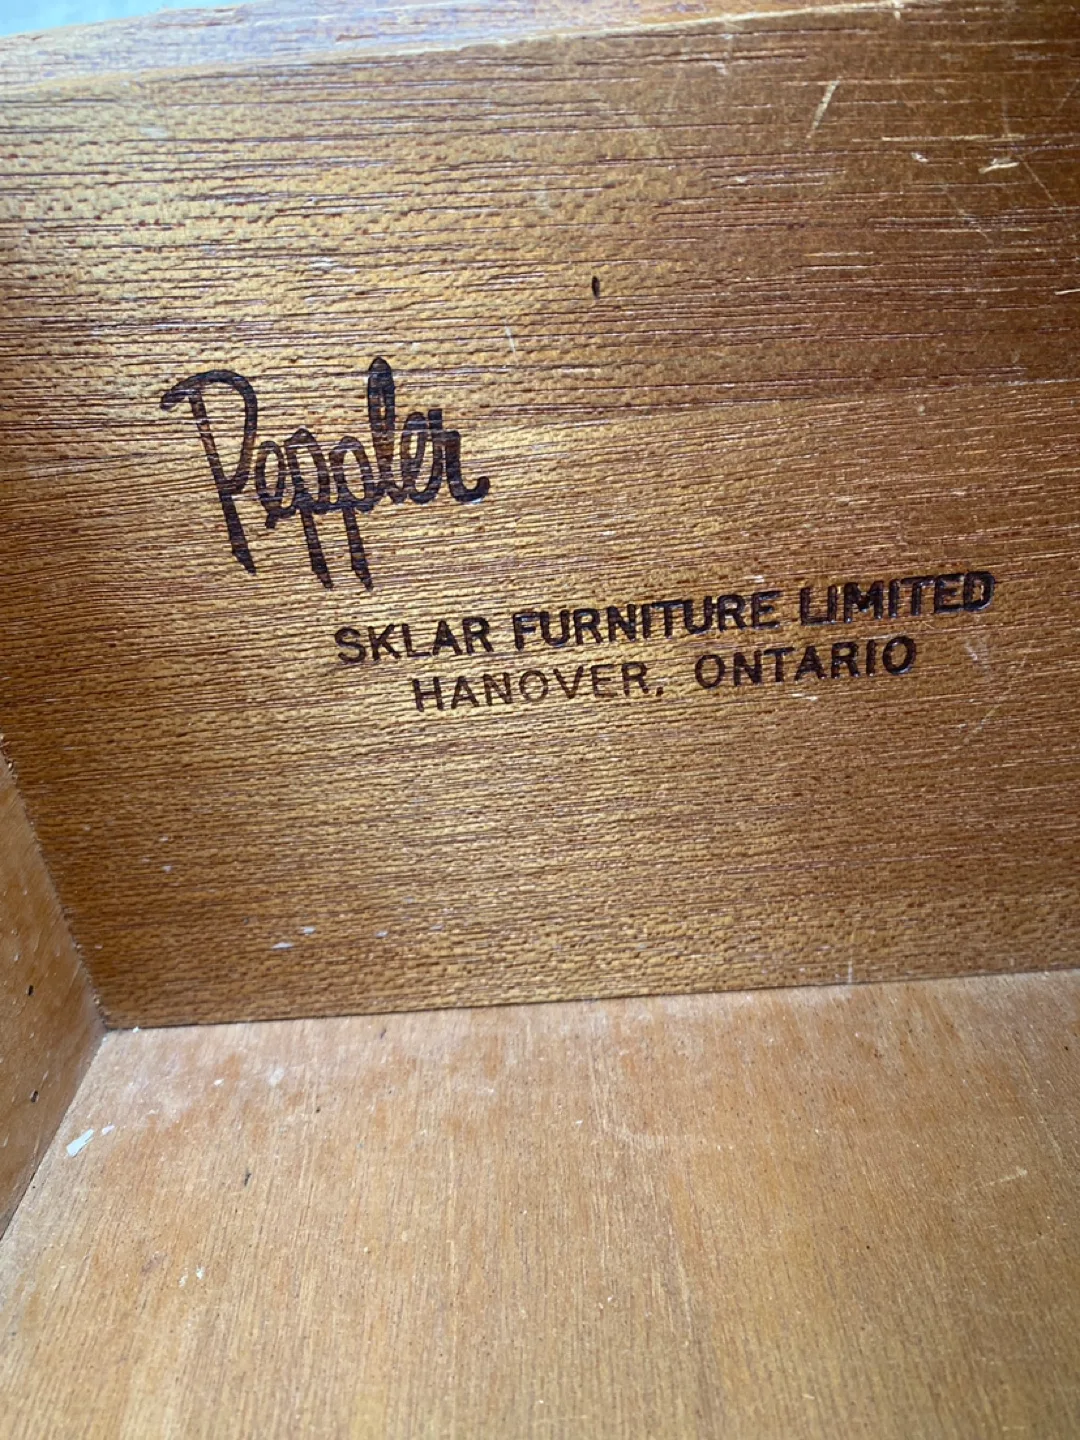 Peppler
SKLAR FURNITURE LIMITED
HANOVER, ONTARIO